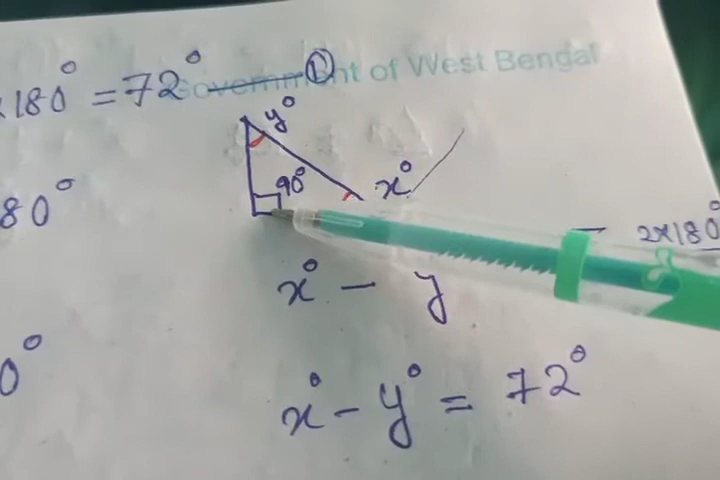 ×180° = 72° ①
Government of West Bengal
y°
90° x°
80°
2×180°
x° – y
0°
x° – y° = 72°